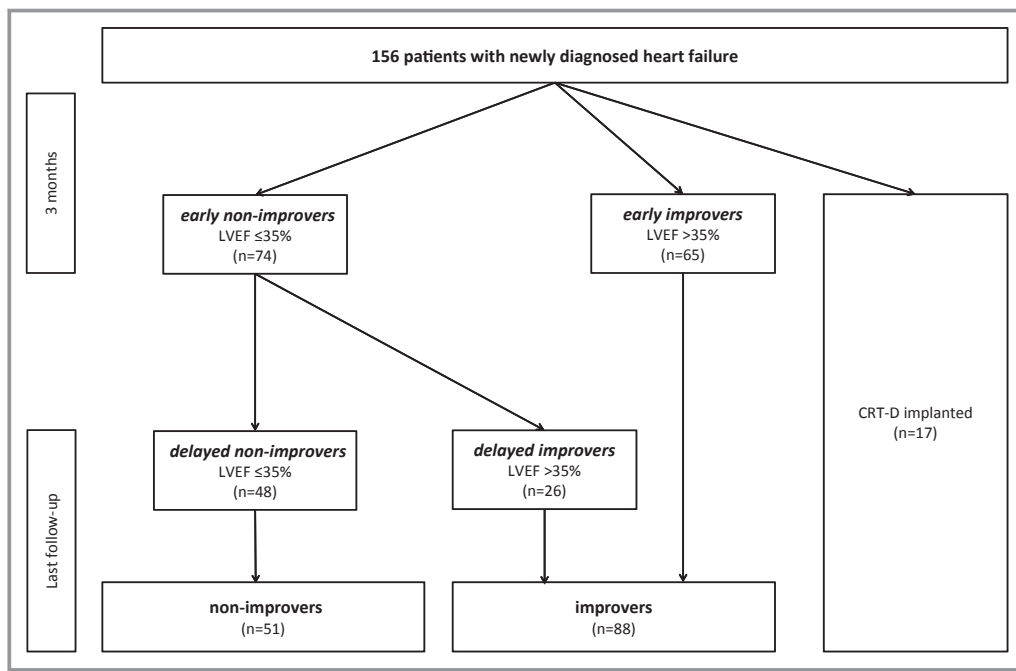 156 patients with newly diagnosed heart failure
3 months
early non-improvers
LVEF ≤35%
(n=74)
early improvers
LVEF >35%
(n=65)
CRT-D implanted
(n=17)
Last follow-up
delayed non-improvers
LVEF ≤35%
(n=48)
delayed improvers
LVEF >35%
(n=26)
non-improvers
(n=51)
improvers
(n=88)